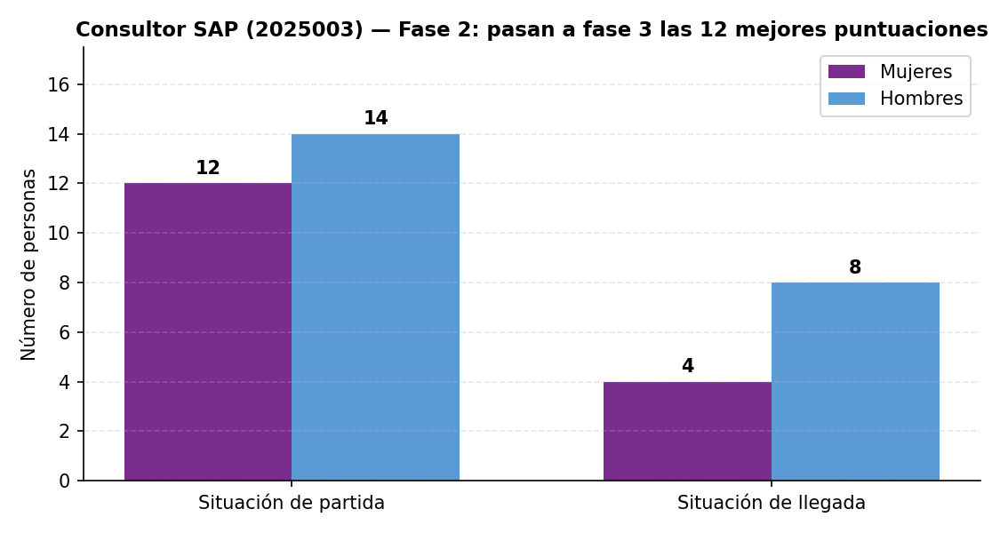 Consultor SAP (2025003) — Fase 2: pasan a fase 3 las 12 mejores puntuaciones
Mujeres
Hombres
Número de personas
16
14
12
10
8
6
4
2
0
12
14
4
8
Situación de partida
Situación de llegada